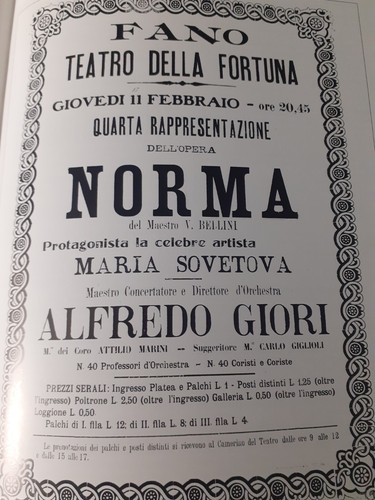 FANO
TEATRO DELLA FORTUNA
GIOVEDI 11 FEBBRAIO - ore 20,45
QUARTA RAPPRESENTAZIONE
DELL'OPERA
NORMA
del Maestro V. BELLINI
Protagonista la celebre artista
MARIA SOVETOVA
Maestro Concertatore e Direttore d'Orchestra
ALFREDO GIORI
M.° dei Coro ATTILIO MARINI - Suggeritore M.° CARLO GIGLIOLI
N. 40 Professori d'Orchestra - N. 40 Coristi e Coriste
PREZZI SERALI: Ingresso Platea e Palchi L. 1 - Posti distinti L. 1.25 (oltre
l'ingresso) Poltrone L. 2,50 (oltre l'ingresso) Galleria L. 0,50 (oltre l'ingresso)
Loggione L. 0,50.
Palchi di I. fila L. 12; di II. fila L. 8; di III. fila L. 4.
Le prenotazioni dei palchi e posti distinti si ricevono al Camerino del Teatro dalle ore 9 alle 12
e dalle 15 alle 17.